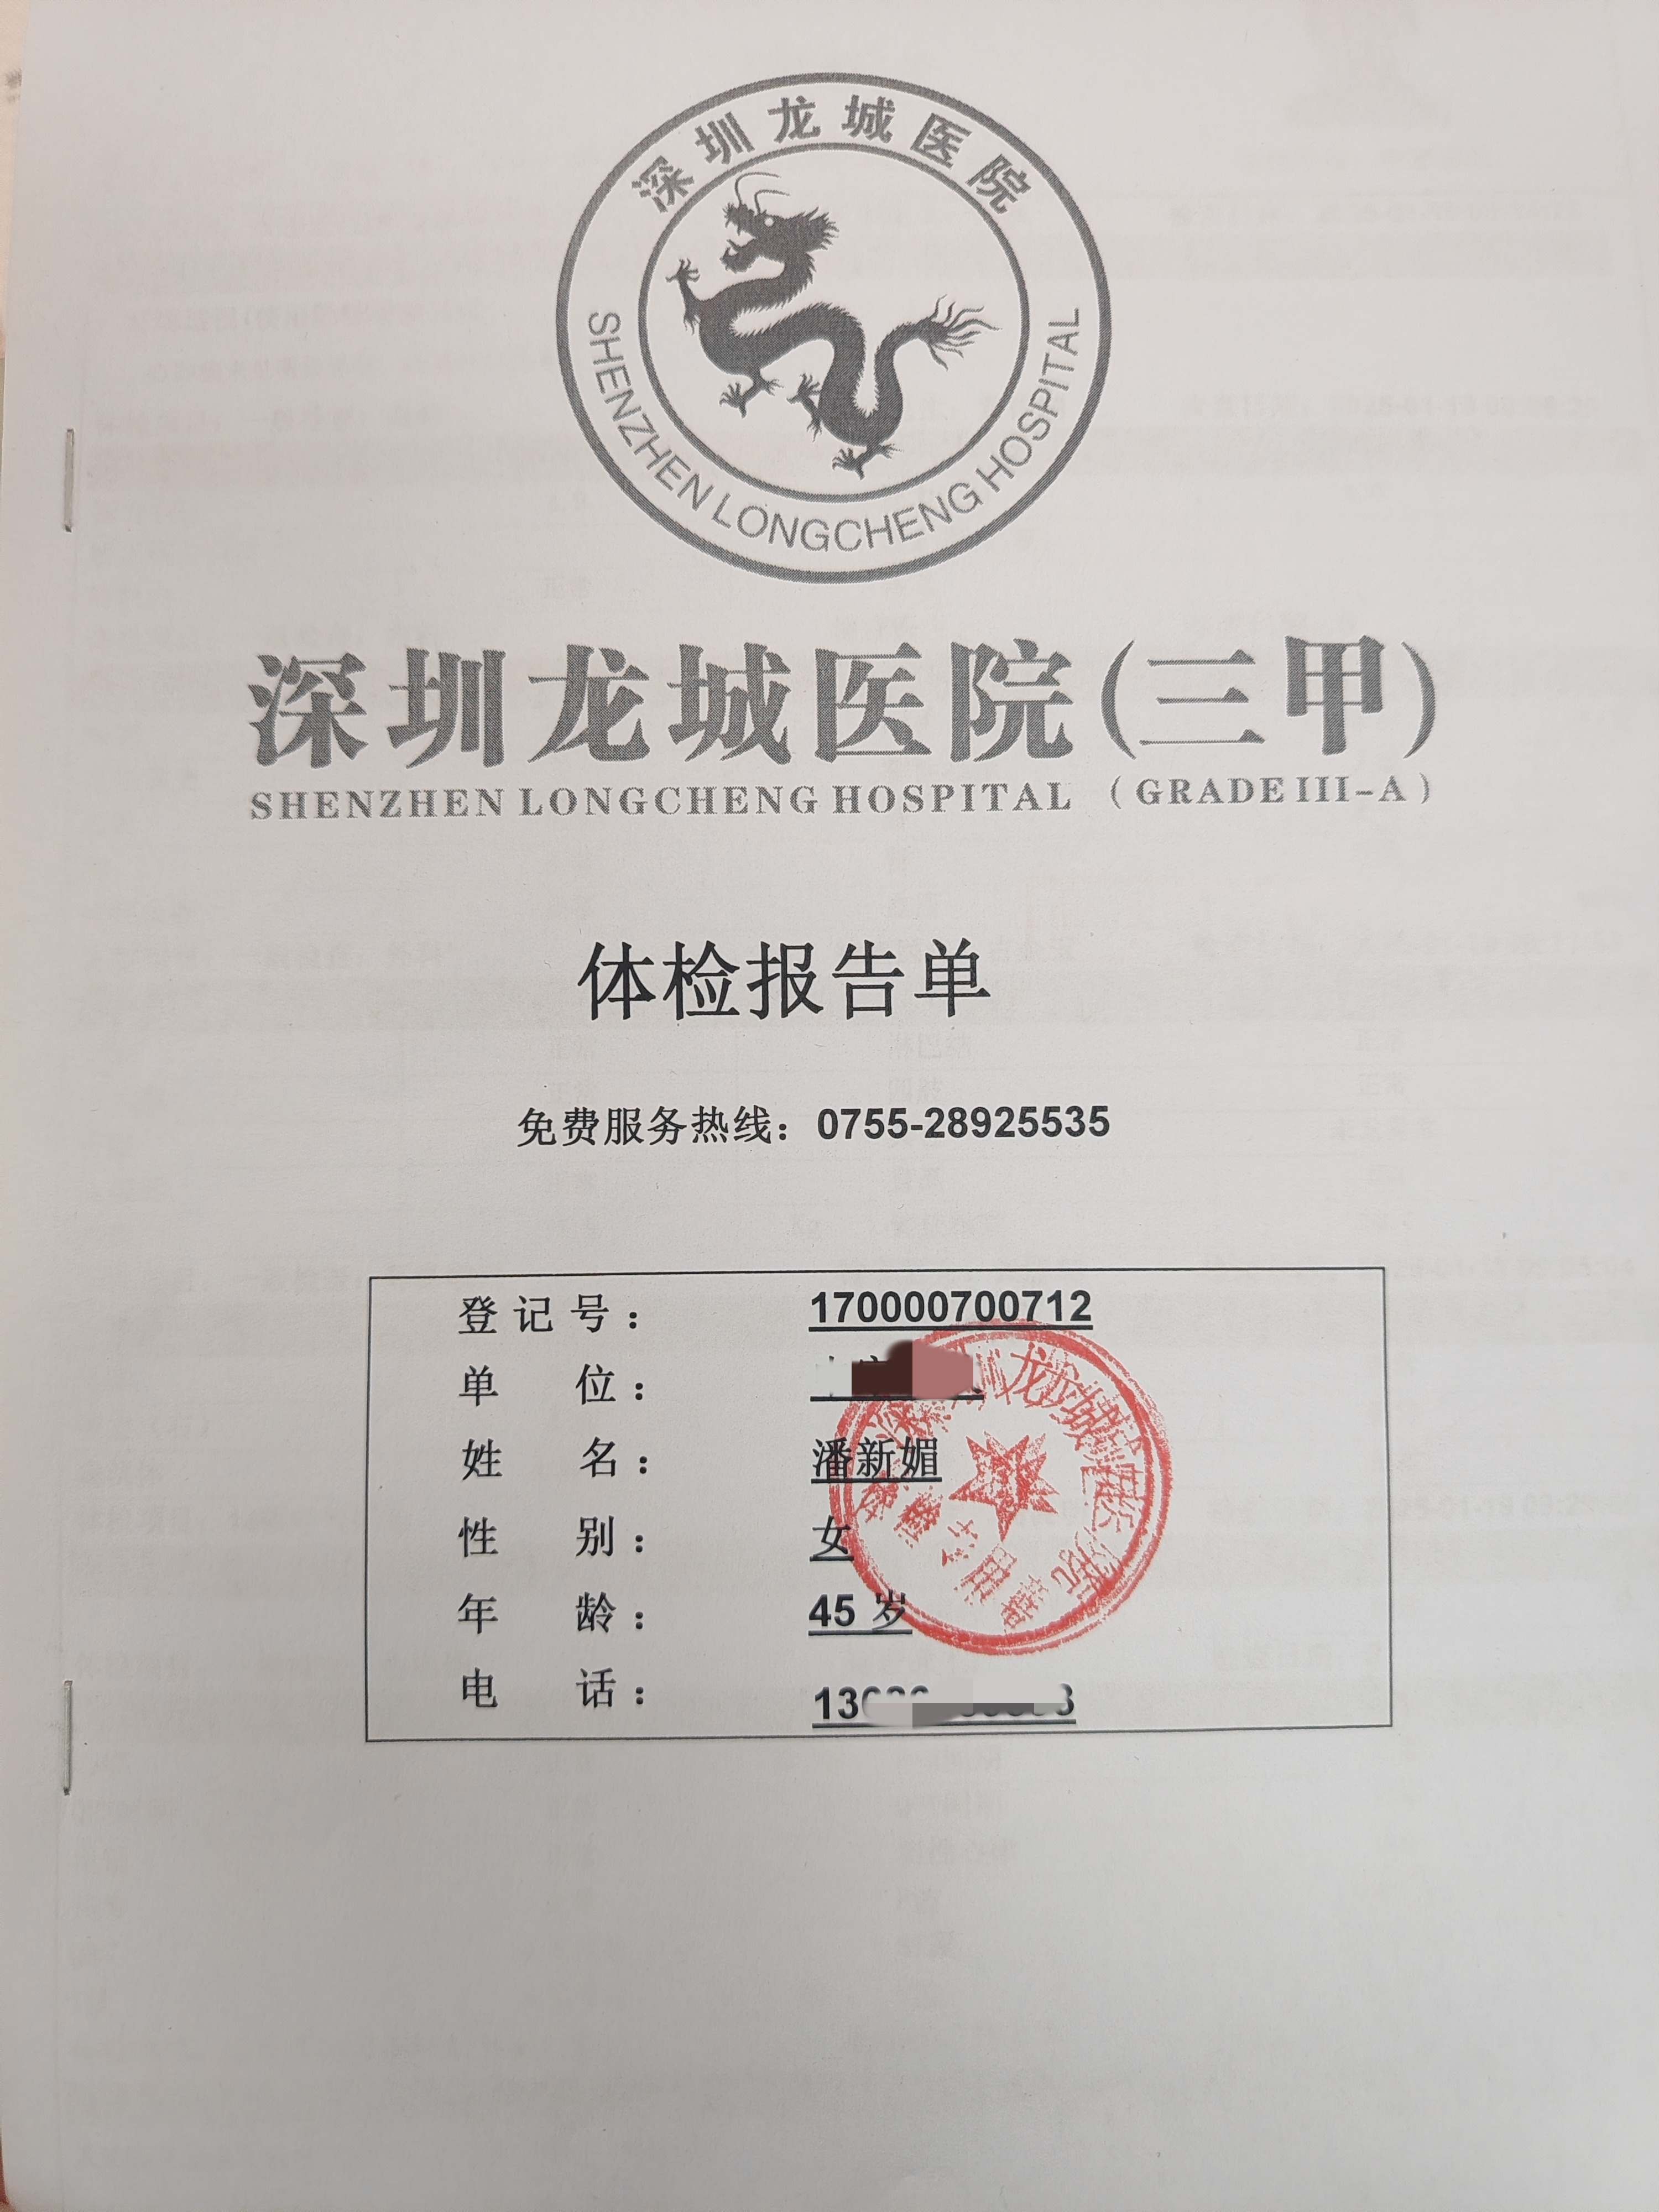 深圳龙城医院
SHENZHEN LONGCHENG HOSPITAL
深圳龙城医院(三甲)
SHENZHEN LONGCHENG HOSPITAL (GRADE III-A)
体检报告单
免费服务热线：0755-28925535
登记号： 170000700712
单 位：
姓 名： 潘新媚
性 别： 女
年 龄： 45 岁
电 话：